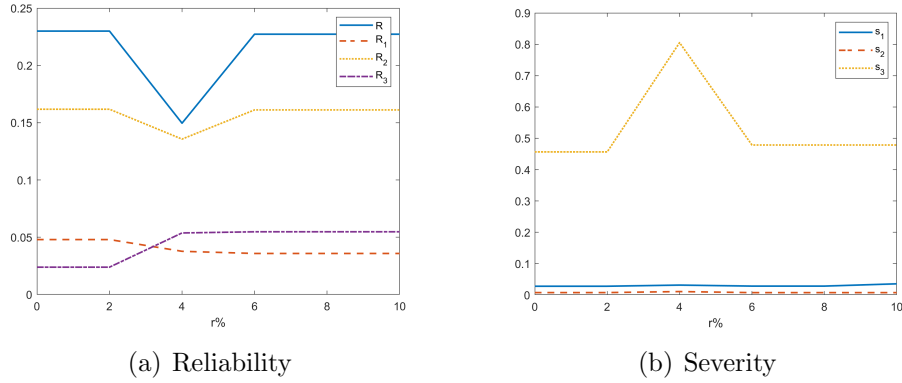 0.25
0.2
0.15
0.1
0.05
0
0 2 4 6 8 10
r%
R
R₁
R₂
R₃
(a) Reliability
0.9
0.8
0.7
0.6
0.5
0.4
0.3
0.2
0.1
0
0 2 4 6 8 10
r%
s₁
s₂
s₃
(b) Severity